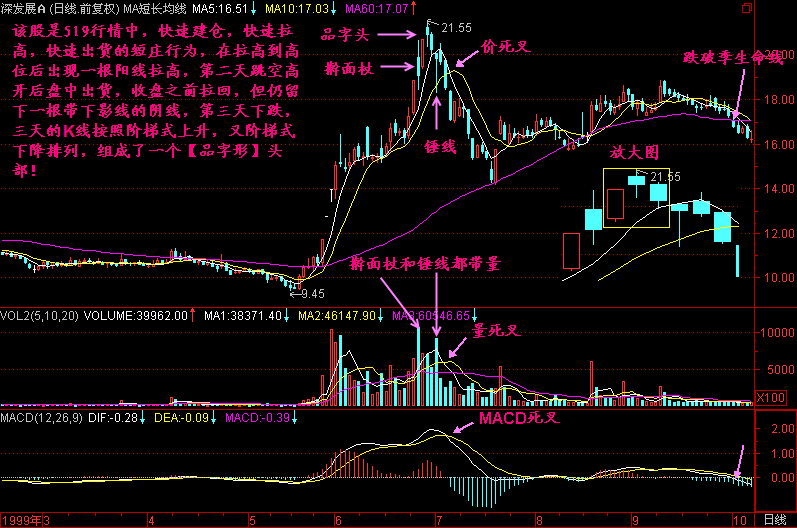 深发展A (日线.前复权) MA短长均线 MA5:16.51↓ MA10:17.03↓ MA60:17.07↑
该股是519行情中，快速建仓，快速拉
高，快速出货的短庄行为，在拉高到高
位后出现一根阳线拉高，第二天跳空高
开后盘中出货，收盘之前拉回，但仍留
下一根带下影线的阴线，第三天下跌，
三天的K线按照阶梯式上升，又阶梯式
下降排列，组成了一个【品字形】头
部！
品字头
21.55
价死叉
擀面杖
跌破季生命线
20.00
18.00
锤线
16.00
放大图
21.55
14.00
12.00
擀面杖和锤线都带量
10.00
9.45
VOL2(5,10,20) VOLUME:39962.00↑ MA1:38371.40↓ MA2:46147.90↓ MA3:60546.65↓
量死叉
10000
5000
X100
MACD(12,26,9) DIF:-0.28↓ DEA:-0.09↓ MACD:-0.39↓
MACD死叉
2.00
1.00
0.00
1999年 3 4 5 6 7 8 9 10 日线